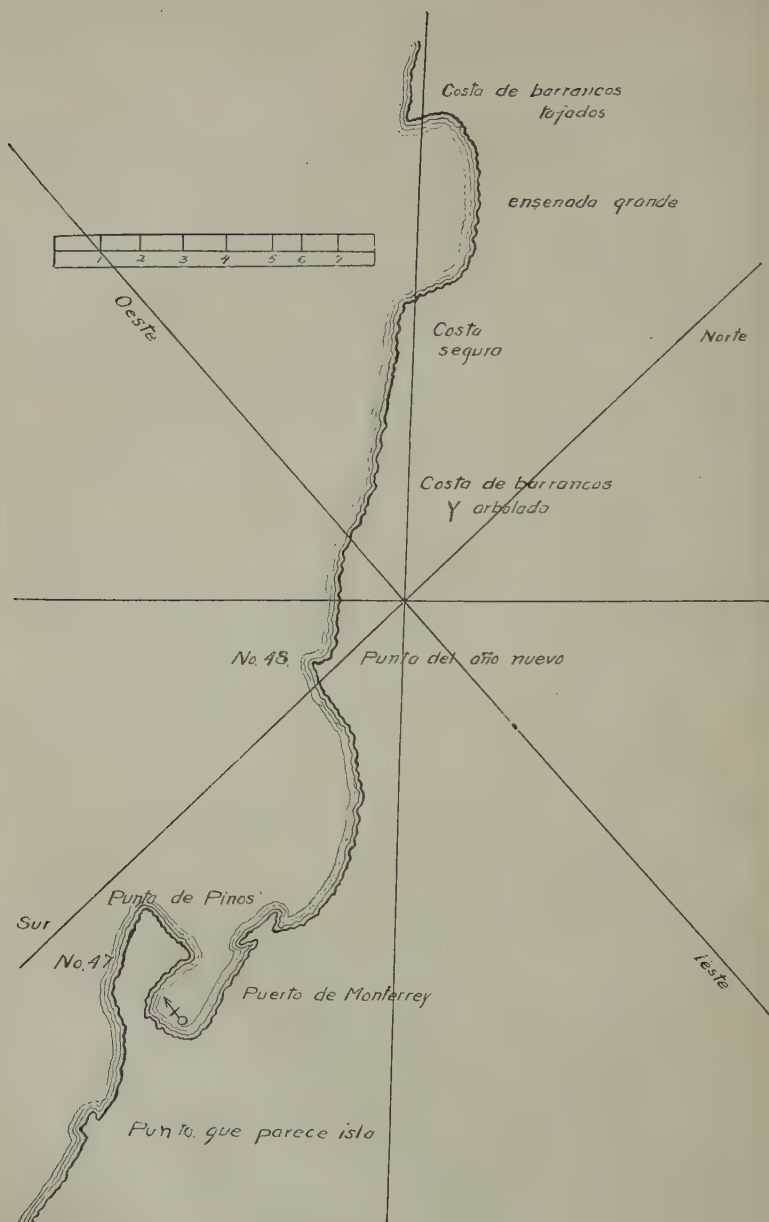 Costa de barrancos
tajados
ensenada grande
1 2 3 4 5 6 7
Oeste
Costa
segura
Norte
Costa de barrancos
Y arbolado
No. 48.
Punta del año nuevo
Punta de Pinos
Sur
No. 47
ieste
Puerto de Monterrey
Punta que parece isla